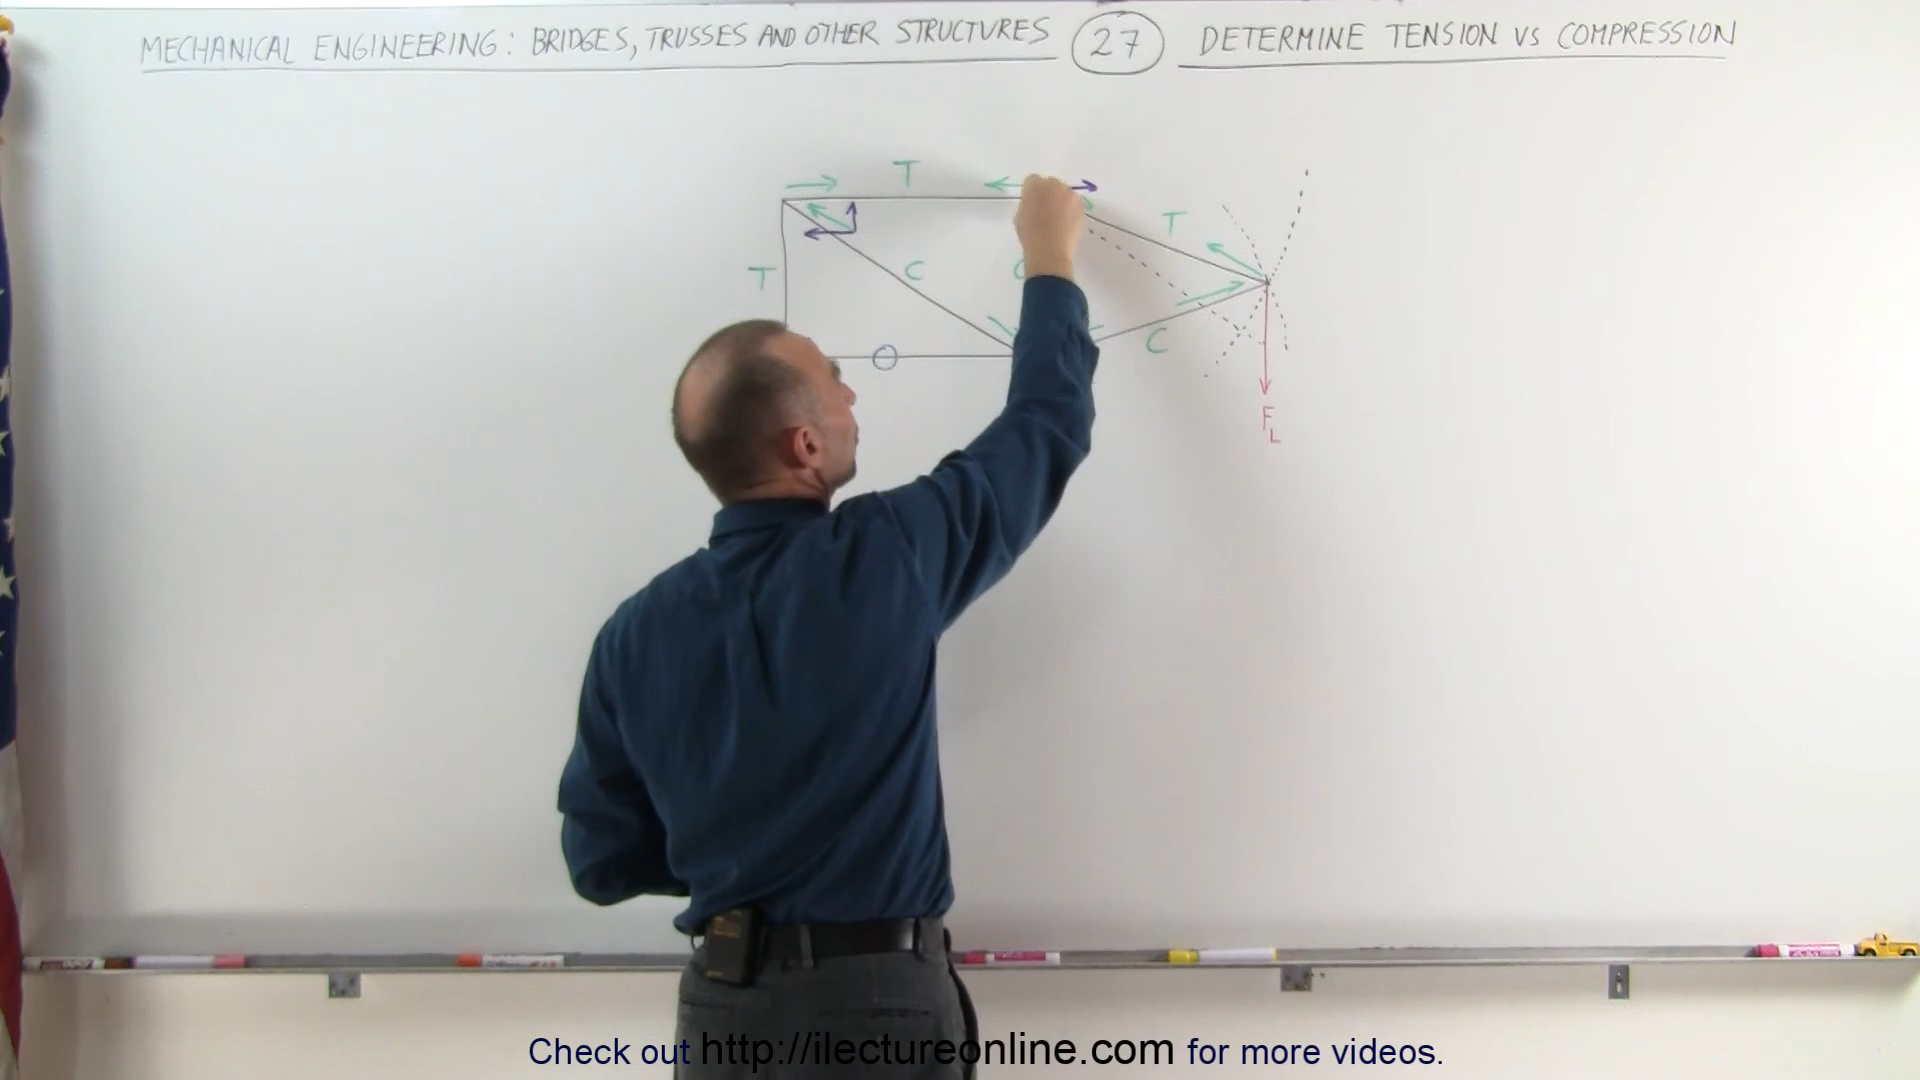 MECHANICAL ENGINEERING: BRIDGES, TRUSSES AND OTHER STRUCTURES 27 DETERMINE TENSION VS COMPRESSION
T
T
T C C
C
F_L
Check out http://ilectureonline.com for more videos.